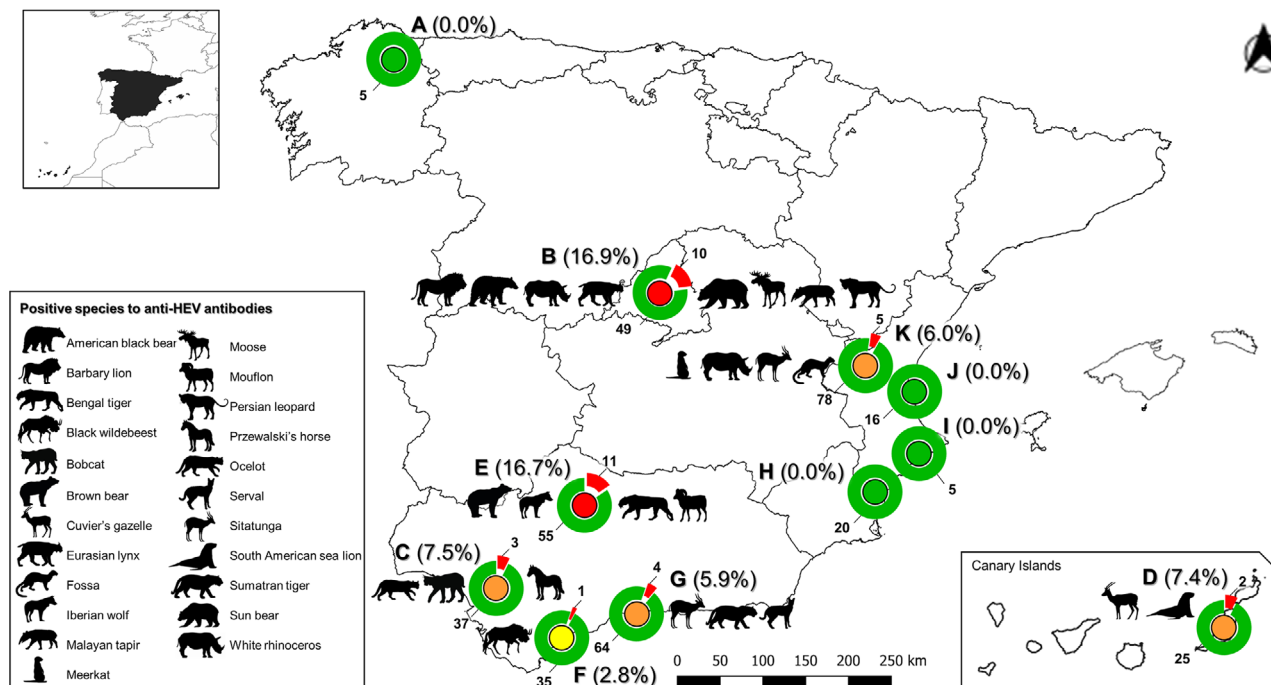 A (0.0%)
5
B (16.9%)
10
49
5
K (6.0%)
78
J (0.0%)
16
I (0.0%)
5
H (0.0%)
20
E (16.7%)
11
55
C (7.5%)
3
37
1
35
F (2.8%)
4
G (5.9%)
64
0 50 100 150 200 250 km
Canary Islands
D (7.4%)
2
25
Positive species to anti-HEV antibodies
American black bear
Barbary lion
Bengal tiger
Black wildebeest
Bobcat
Brown bear
Cuvier's gazelle
Eurasian lynx
Fossa
Iberian wolf
Malayan tapir
Meerkat
Moose
Mouflon
Persian leopard
Przewalski's horse
Ocelot
Serval
Sitatunga
South American sea lion
Sumatran tiger
Sun bear
White rhinoceros